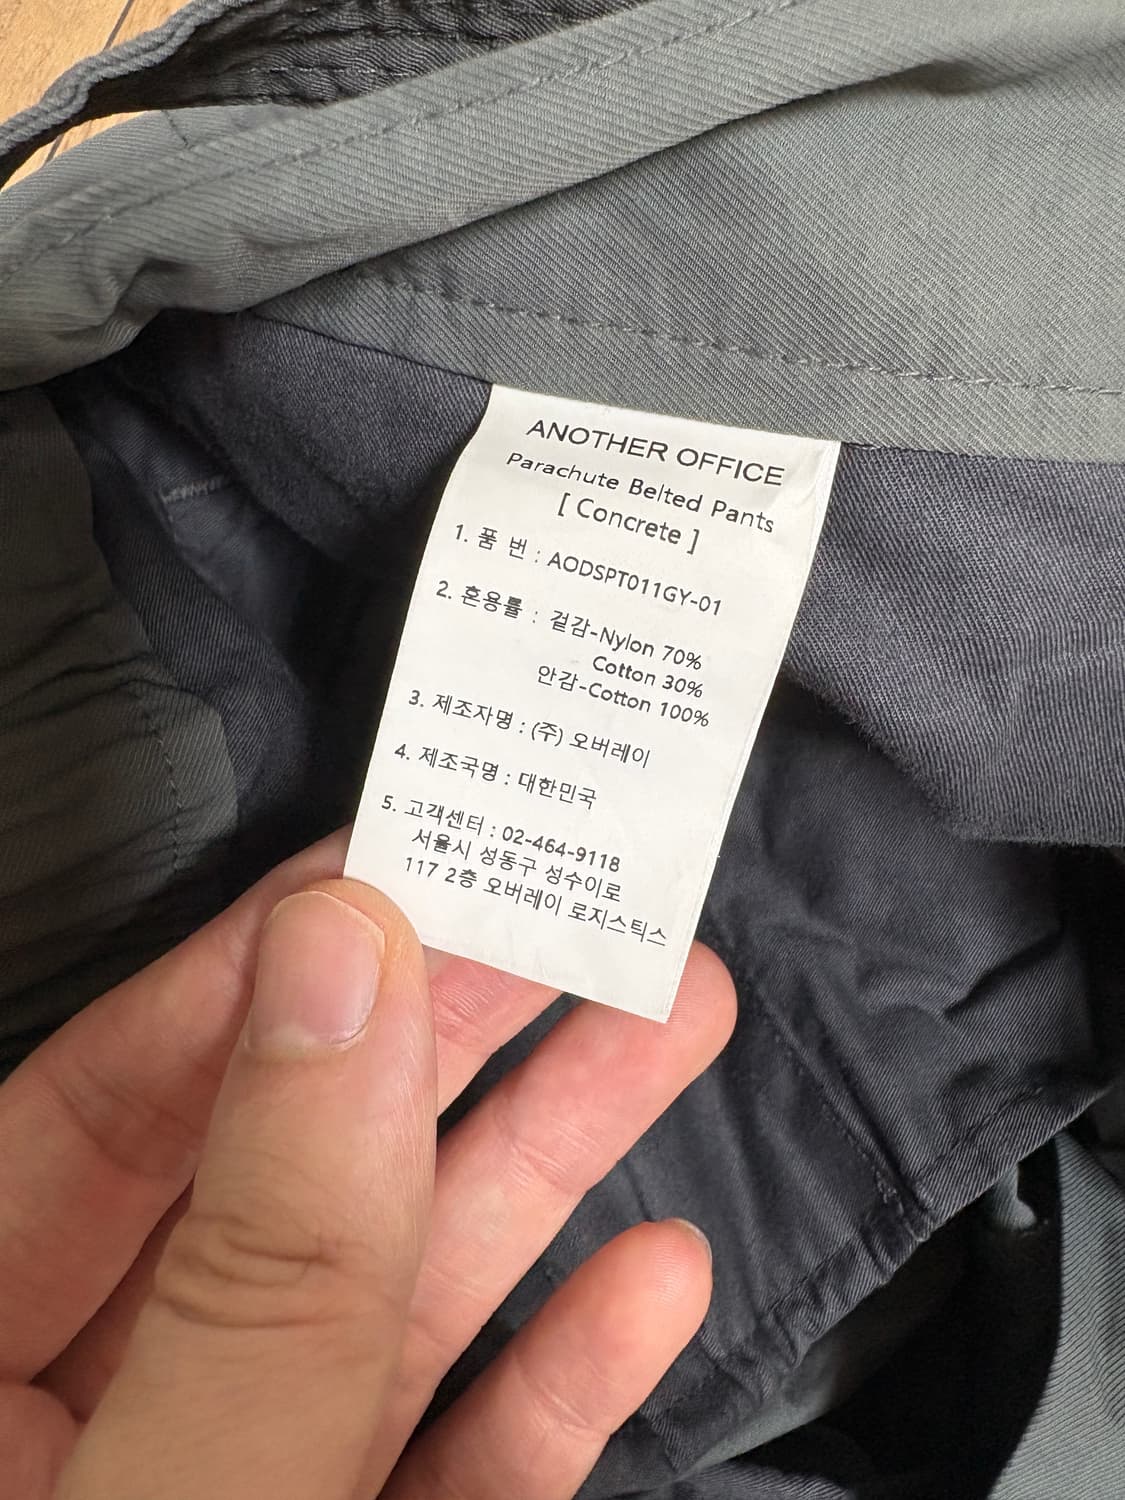 ANOTHER OFFICE
Parachute Belted Pants
[ Concrete ]
1. 품 번 : AODSPT011GY-01
2. 혼용률 : 겉감-Nylon 70%
Cotton 30%
안감-Cotton 100%
3. 제조자명 : (주) 오버레이
4. 제조국명 : 대한민국
5. 고객센터 : 02-464-9118
서울시 성동구 성수이로
117 2층 오버레이 로지스틱스